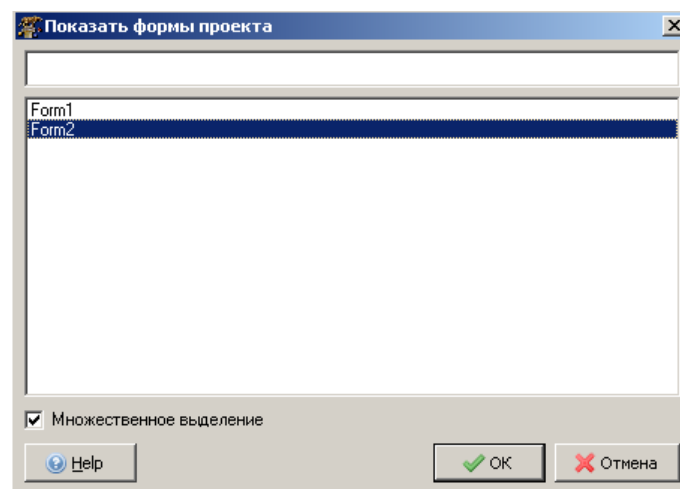 Показать формы проекта
Form1
Form2
Множественное выделение
Help
OK
Отмена